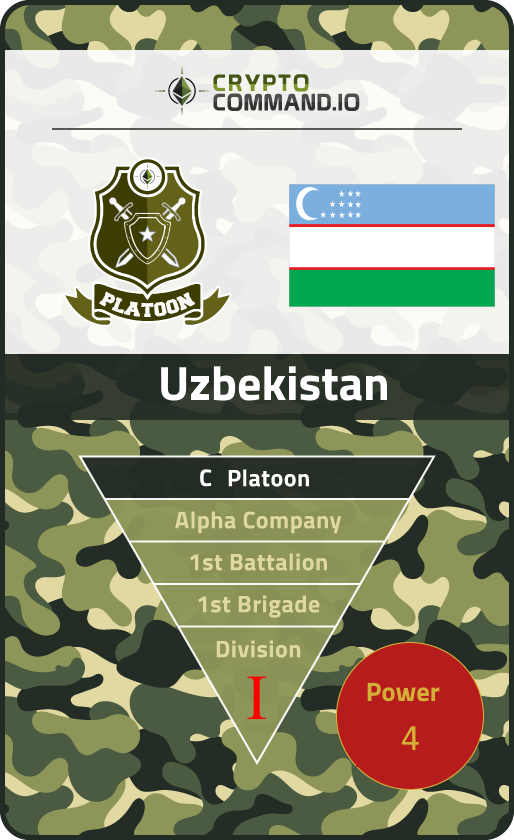 CRYPTO
COMMAND.IO
PLATOON
Uzbekistan
C Platoon
Alpha Company
1st Battalion
1st Brigade
Division
I
Power
4